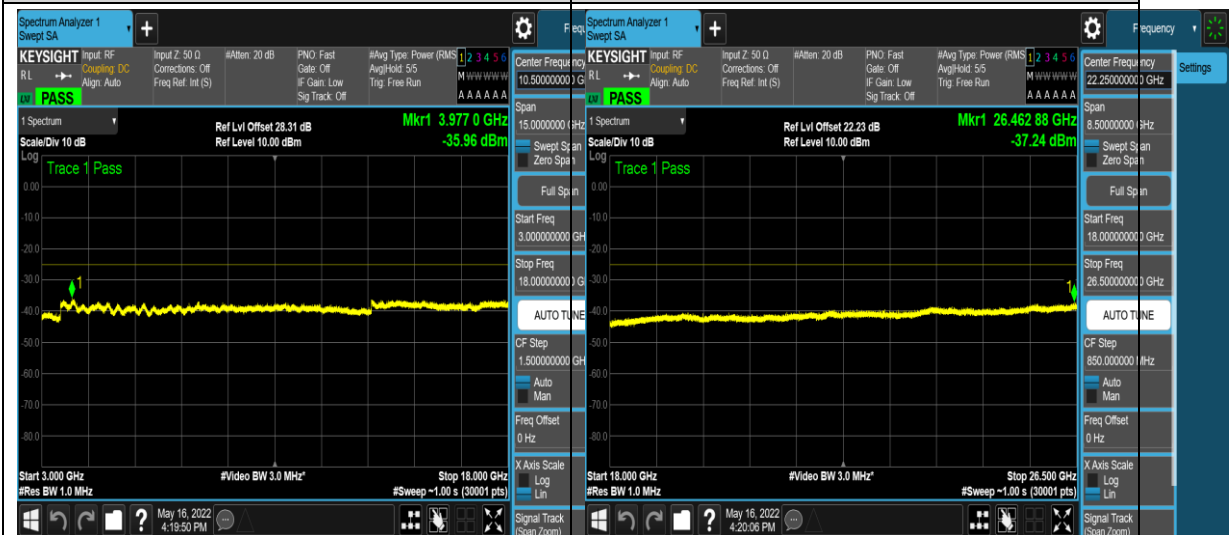 Spectrum Analyzer 1
Swept SA
+
KEYSIGHT
RL
Input: RF
Coupling: DC
Align: Auto
Input Z: 50 Ω
Corrections: Off
Freq Ref: Int (S)
#Atten: 20 dB
PNO: Fast
Gate: Off
IF Gain: Low
Sig Track: Off
#Avg Type: Power (RMS
Avg|Hold: 5/5
Trig: Free Run
1 2 3 4 5 6
M W W W W W
A A A A A A
PASS
1 Spectrum
Scale/Div 10 dB
Log
Ref Lvl Offset 28.31 dB
Ref Level 10.00 dBm
Mkr1 3.977 0 GHz
-35.96 dBm
Trace 1 Pass
0.00
-10.0
-20.0
-30.0
-40.0
-50.0
-60.0
-70.0
-80.0
1
Start 3.000 GHz
#Res BW 1.0 MHz
#Video BW 3.0 MHz*
Stop 18.000 GHz
#Sweep ~1.00 s (30001 pts)
May 16, 2022
4:19:50 PM
?
Center Frequency
10.50000000 G
Span
15.0000000 GHz
Swept Span
Zero Span
Full Span
Start Freq
3.000000000 GH
Stop Freq
18.00000000 G
AUTO TUNE
CF Step
1.500000000 GH
Auto
Man
Freq Offset
0 Hz
X Axis Scale
Log
Lin
Signal Track
(Span Zoom)
Spectrum Analyzer 1
Swept SA
+
Frequency
Settings
KEYSIGHT
RL
Input: RF
Coupling: DC
Align: Auto
Input Z: 50 Ω
Corrections: Off
Freq Ref: Int (S)
#Atten: 20 dB
PNO: Fast
Gate: Off
IF Gain: Low
Sig Track: Off
#Avg Type: Power (RMS
Avg|Hold: 5/5
Trig: Free Run
1 2 3 4 5 6
M W W W W W
A A A A A A
PASS
1 Spectrum
Scale/Div 10 dB
Log
Ref Lvl Offset 22.23 dB
Ref Level 10.00 dBm
Mkr1 26.462 88 GHz
-37.24 dBm
Trace 1 Pass
0.00
-10.0
-20.0
-30.0
-40.0
-50.0
-60.0
-70.0
-80.0
1
Start 18.000 GHz
#Res BW 1.0 MHz
#Video BW 3.0 MHz*
Stop 26.500 GHz
#Sweep ~1.00 s (30001 pts)
May 16, 2022
4:20:06 PM
?
Center Frequency
22.250000000 GHz
Span
8.50000000 GHz
Swept Span
Zero Span
Full Span
Start Freq
18.000000000 GHz
Stop Freq
26.500000000 GHz
AUTO TUNE
CF Step
850.000000 MHz
Auto
Man
Freq Offset
0 Hz
X Axis Scale
Log
Lin
Signal Track
(Span Zoom)